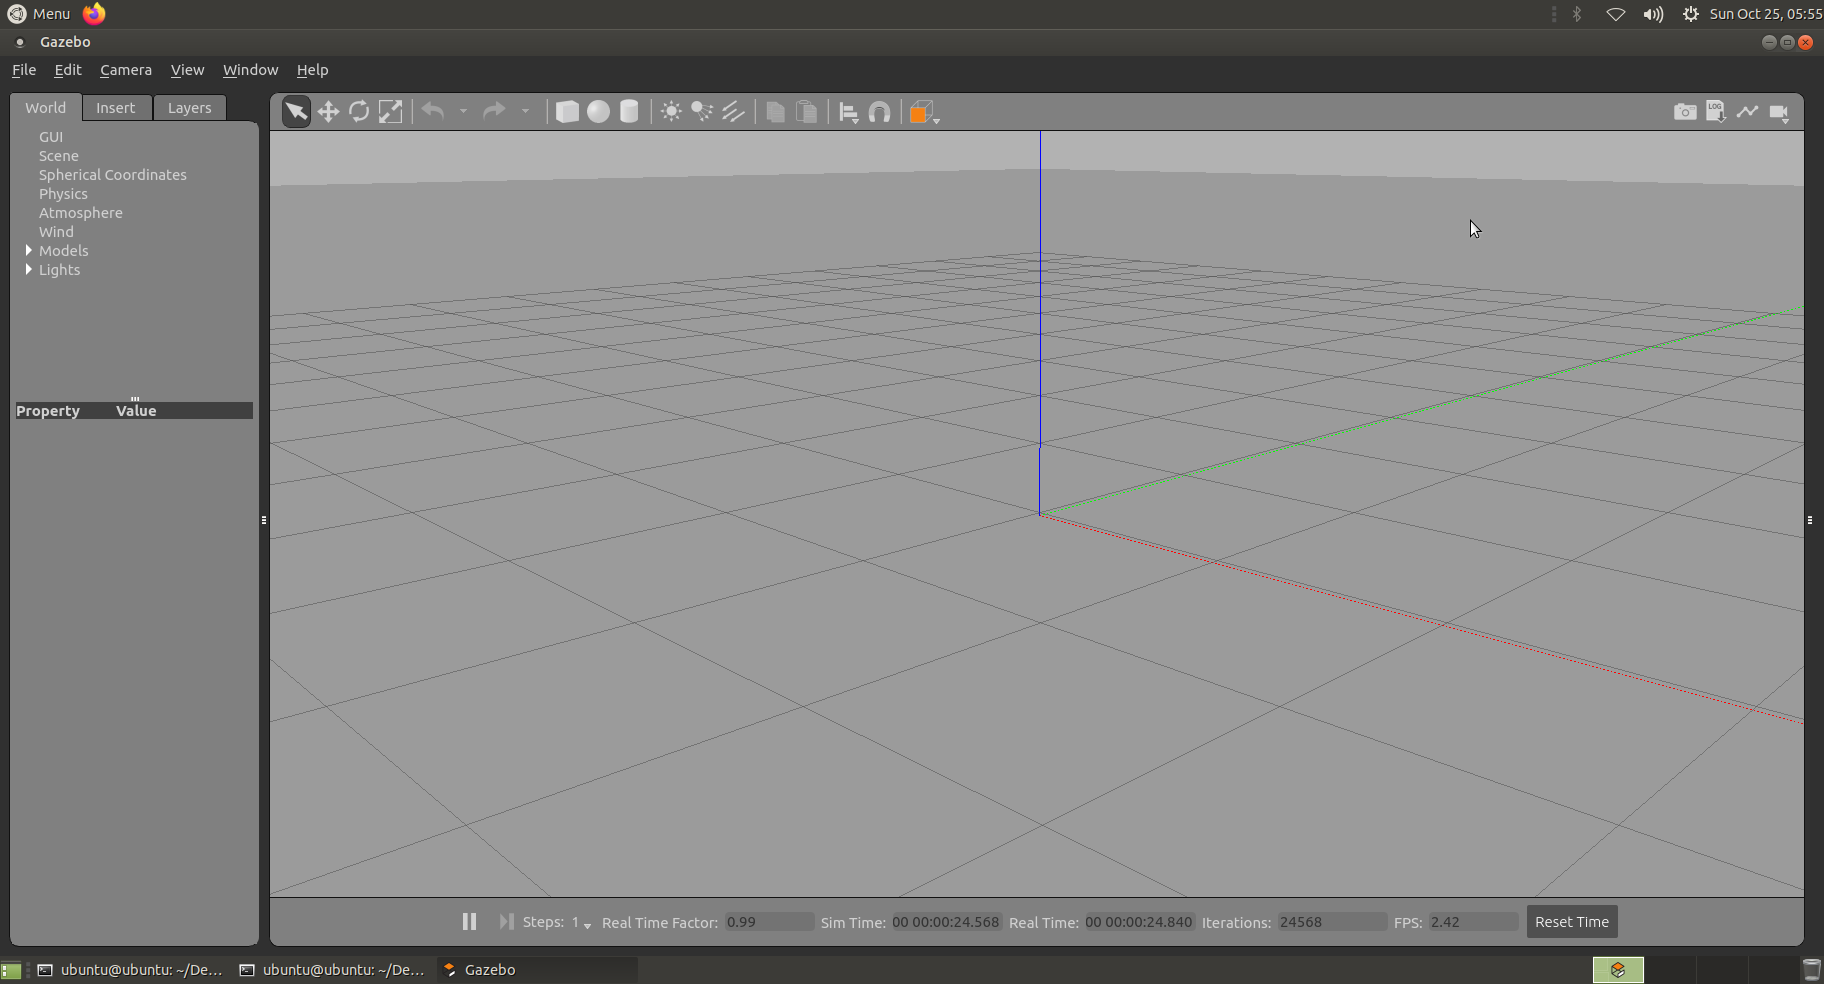 Menu
Sun Oct 25, 05:55
Gazebo
File Edit Camera View Window Help
World Insert Layers
LOG
GUI
Scene
Spherical Coordinates
Physics
Atmosphere
Wind
Models
Lights
Property Value
Steps: 1 Real Time Factor: 0.99 Sim Time: 00 00:00:24.568 Real Time: 00 00:00:24.840 Iterations: 24568 FPS: 2.42 Reset Time
ubuntu@ubuntu: ~/De... ubuntu@ubuntu: ~/De... Gazebo